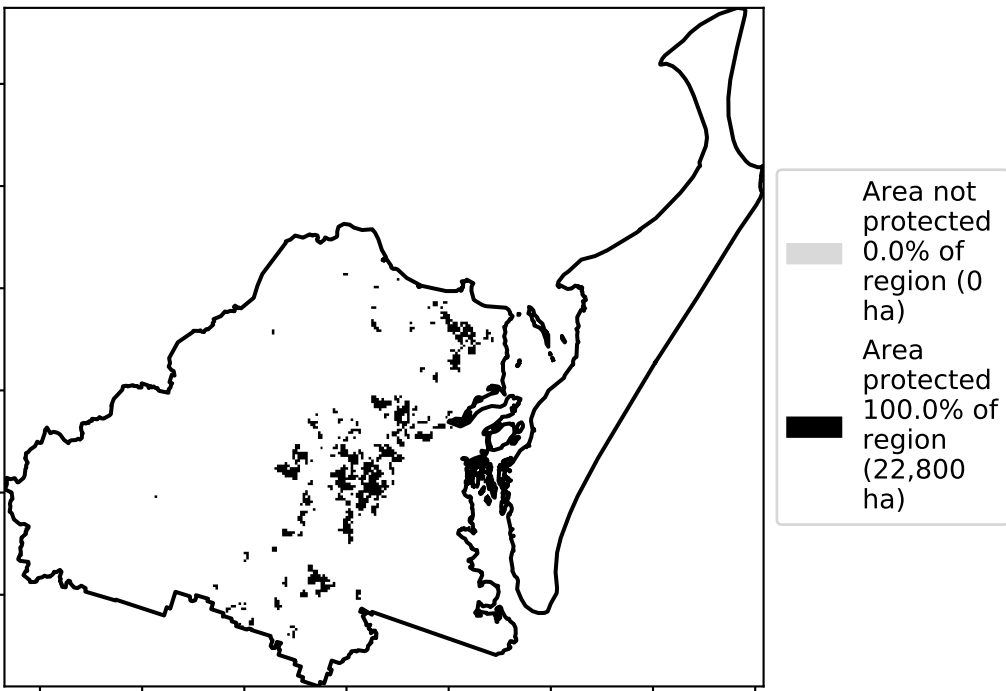 Area not
protected
0.0% of
region (0
ha)
Area
protected
100.0% of
region
(22,800
ha)